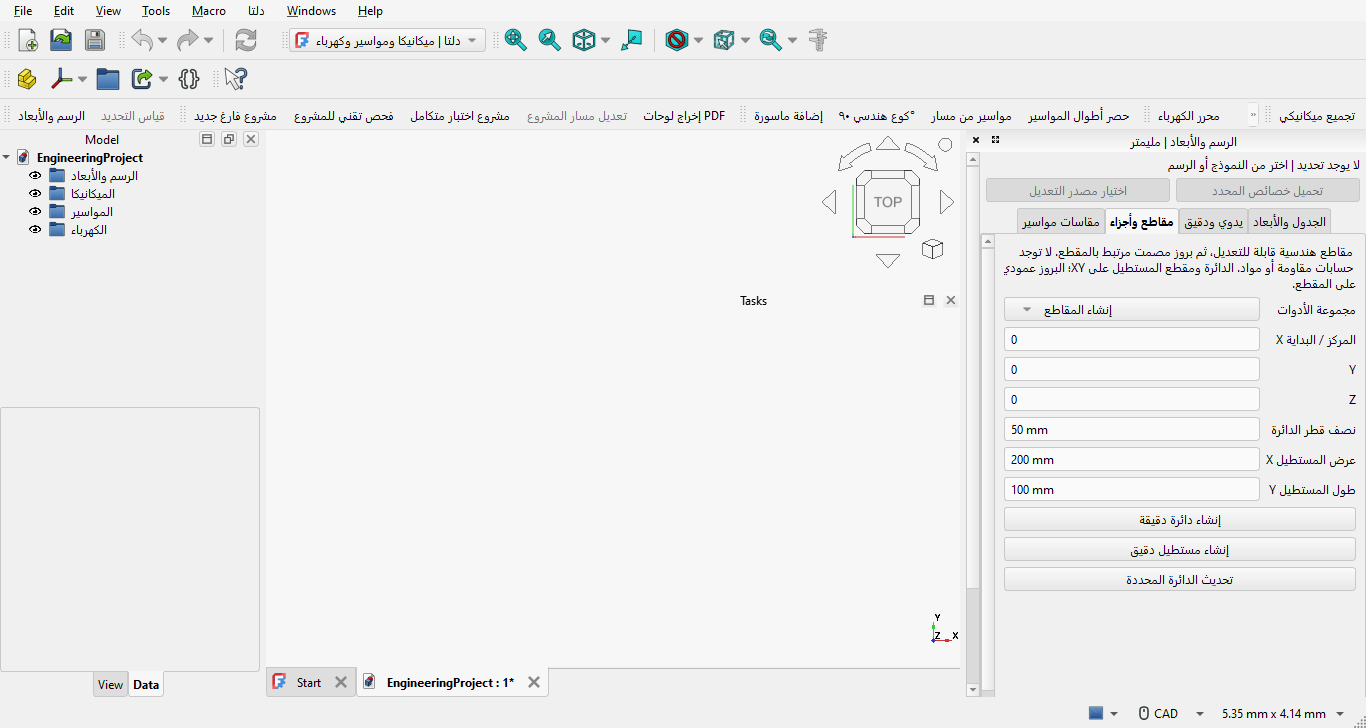 File Edit View Tools Macro دلتا Windows Help
دلتا | ميكانيكا ومواسير وكهرباء
الرسم والأبعاد قياس التحديد مشروع فارغ جديد مشروع اختبار متكامل فحص تقني للمشروع تعديل مسار المشروع PDF إخراج لوحات إضافة ماسورة كوع هندسي ٩٠° مواسير من مسار حصر أطوال المواسير محرر الكهرباء » تجميع ميكانيكي
Model
EngineeringProject
الرسم والأبعاد
الميكانيكا
المواسير
الكهرباء
View Data
TOP
Tasks
Y
Z X
Start EngineeringProject : 1*
الرسم والأبعاد | مليمتر
لا يوجد تحديد | اختر من النموذج أو الرسم
تحميل خصائص المحدد اختيار مصدر التعديل
الجدول والأبعاد يدوي ودقيق مقاطع وأجزاء مقاسات مواسير
مقاطع هندسية قابلة للتعديل، ثم بروز مصمت مرتبط بالمقطع. لا توجد
حسابات مقاومة أو مواد. الدائرة ومقطع المستطيل على XY؛ البروز عمودي
على المقطع.
مجموعة الأدوات إنشاء المقاطع
المركز / البداية X 0
Y 0
Z 0
نصف قطر الدائرة 50 mm
عرض المستطيل X 200 mm
طول المستطيل Y 100 mm
إنشاء دائرة دقيقة
إنشاء مستطيل دقيق
تحديث الدائرة المحددة
CAD 5.35 mm x 4.14 mm